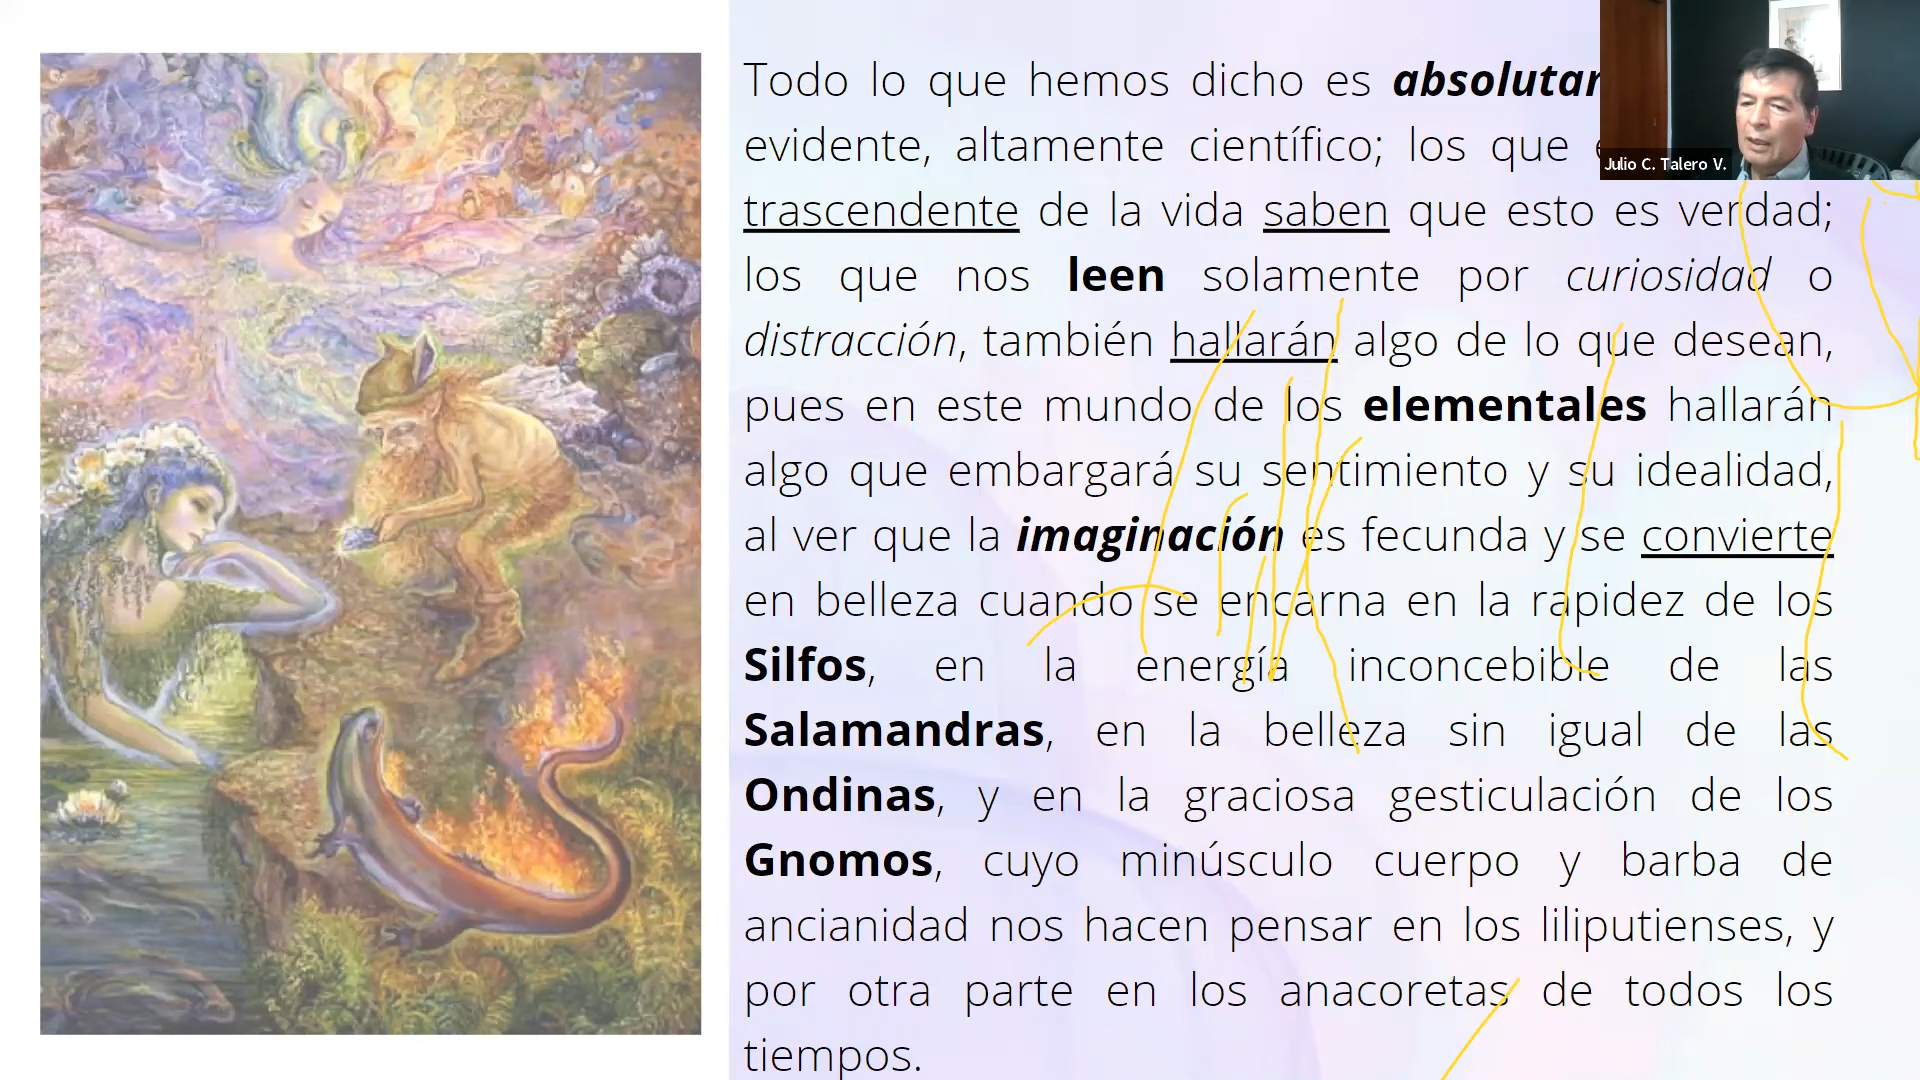 Todo lo que hemos dicho es
evidente, altamente científico; los que
trascendente de la vida saben que esto es verdad;
los que nos leen solamente por curiosidad o
distracción, también hallarán algo de lo que desean,
pues en este mundo de los elementales hallarán
algo que embargará su sentimiento y su idealidad,
al ver que la imaginación es fecunda y se convierte
en belleza cuando se encarna en la rapidez de los
Silfos, en la energía inconcebible de las
Salamandras, en la belleza sin igual de las
Ondinas, y en la graciosa gesticulación de los
Gnomos, cuyo minúsculo cuerpo y barba de
ancianidad nos hacen pensar en los liliputienses, y
por otra parte en los anacoretas de todos los
tiempos.
Julio C. Talero V.